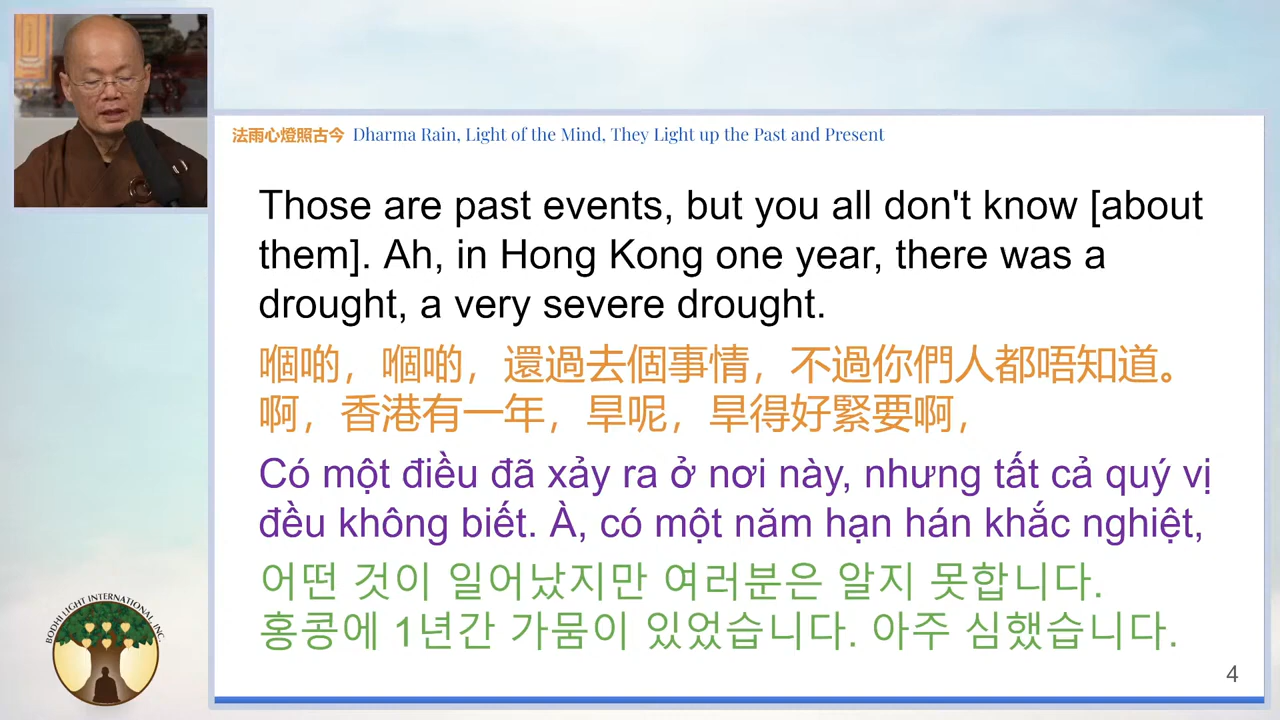 法雨心燈照古今 Dharma Rain, Light of the Mind, They Light up the Past and Present
Those are past events, but you all don't know [about
them]. Ah, in Hong Kong one year, there was a
drought, a very severe drought.
嗰啲，嗰啲，還過去個事情，不過你們人都唔知道。
啊，香港有一年，旱呢，旱得好緊要啊，
Có một điều đã xảy ra ở nơi này, nhưng tất cả quý vị
đều không biết. À, có một năm hạn hán khắc nghiệt,
어떤 것이 일어났지만 여러분은 알지 못합니다.
홍콩에 1년간 가뭄이 있었습니다. 아주 심했습니다.
BODHI LIGHT INTERNATIONAL, INC.
4